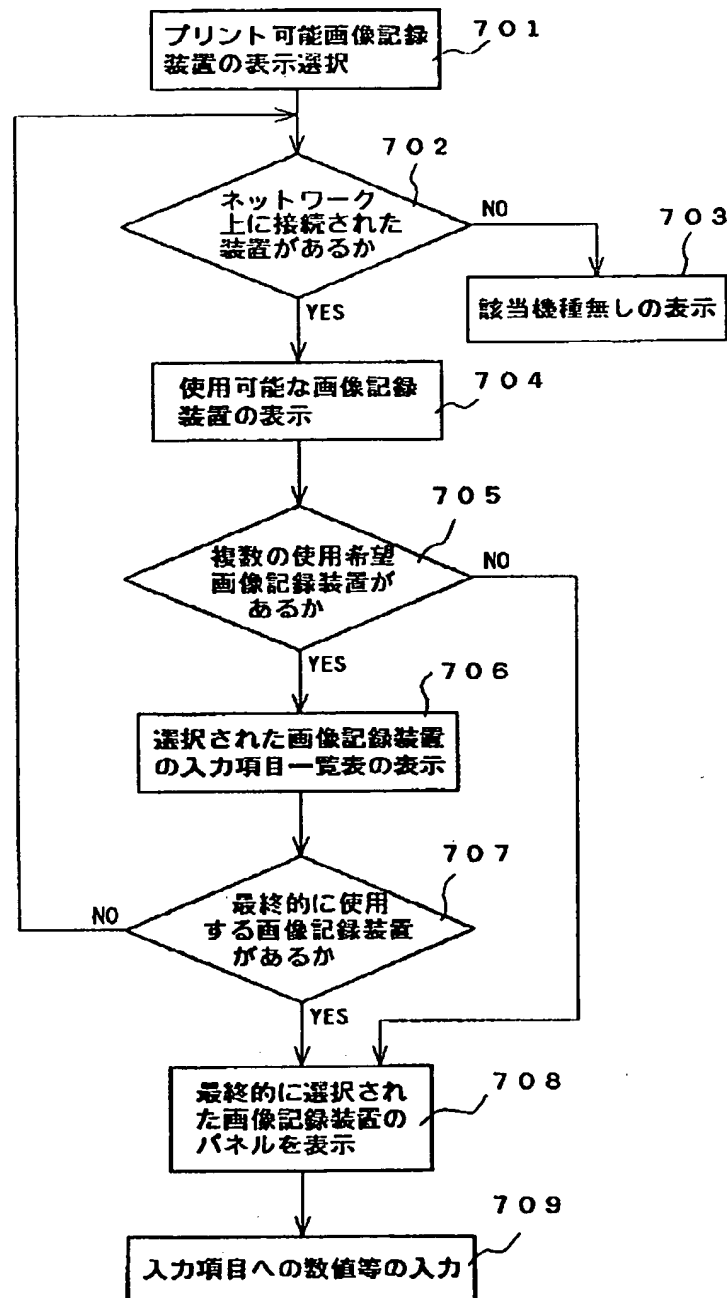 プリント可能画像記録
装置の表示選択
701
702
ネットワーク
上に接続された
装置があるか
NO
703
該当機種無しの表示
YES
704
使用可能な画像記録
装置の表示
705
複数の使用希望
画像記録装置が
あるか
NO
YES
706
選択された画像記録装置
の入力項目一覧表の表示
707
最終的に使用
する画像記録装置
があるか
NO
YES
708
最終的に選択され
た画像記録装置の
パネルを表示
709
入力項目への数値等の入力